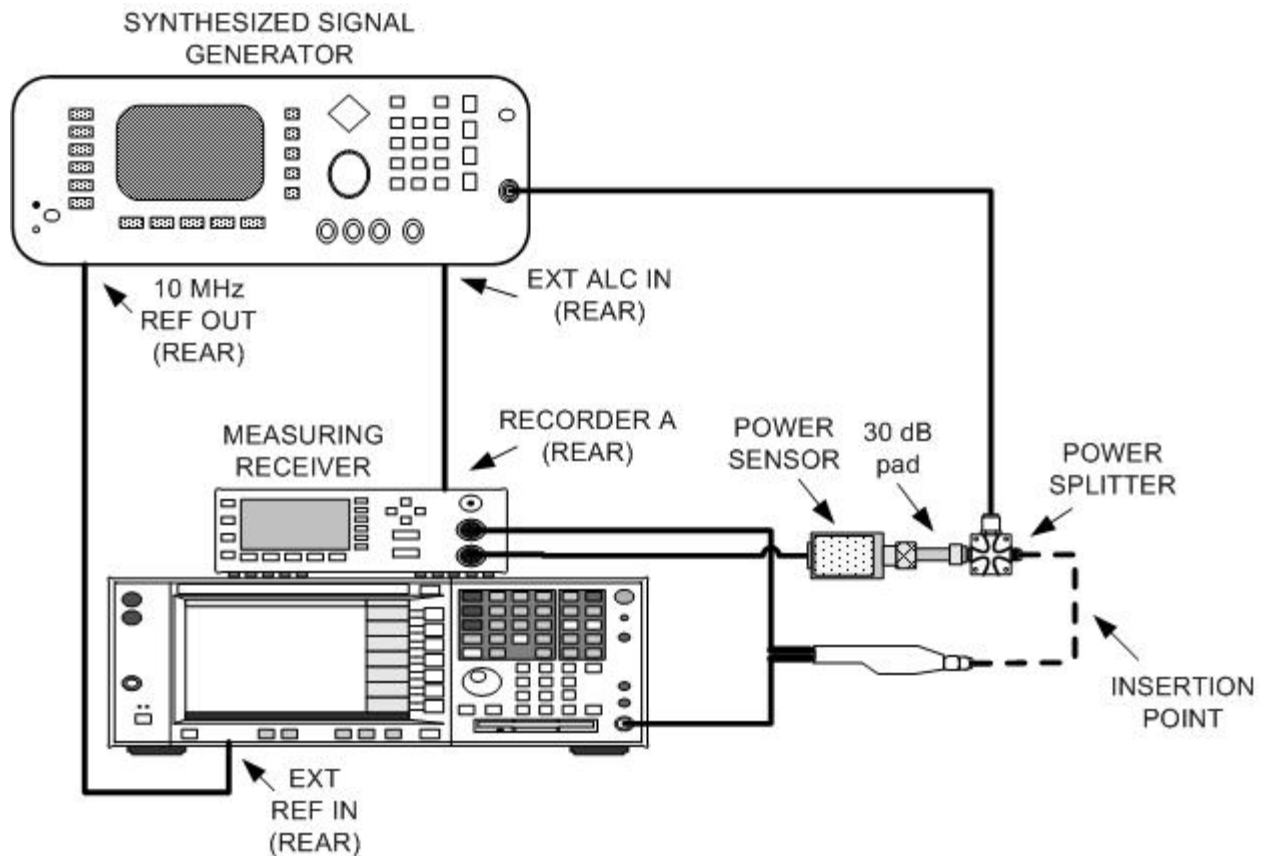 SYNTHESIZED SIGNAL
GENERATOR
10 MHz
REF OUT
(REAR)
EXT ALC IN
(REAR)
MEASURING
RECEIVER
RECORDER A
(REAR)
POWER
SENSOR
30 dB
pad
POWER
SPLITTER
INSERTION
POINT
EXT
REF IN
(REAR)